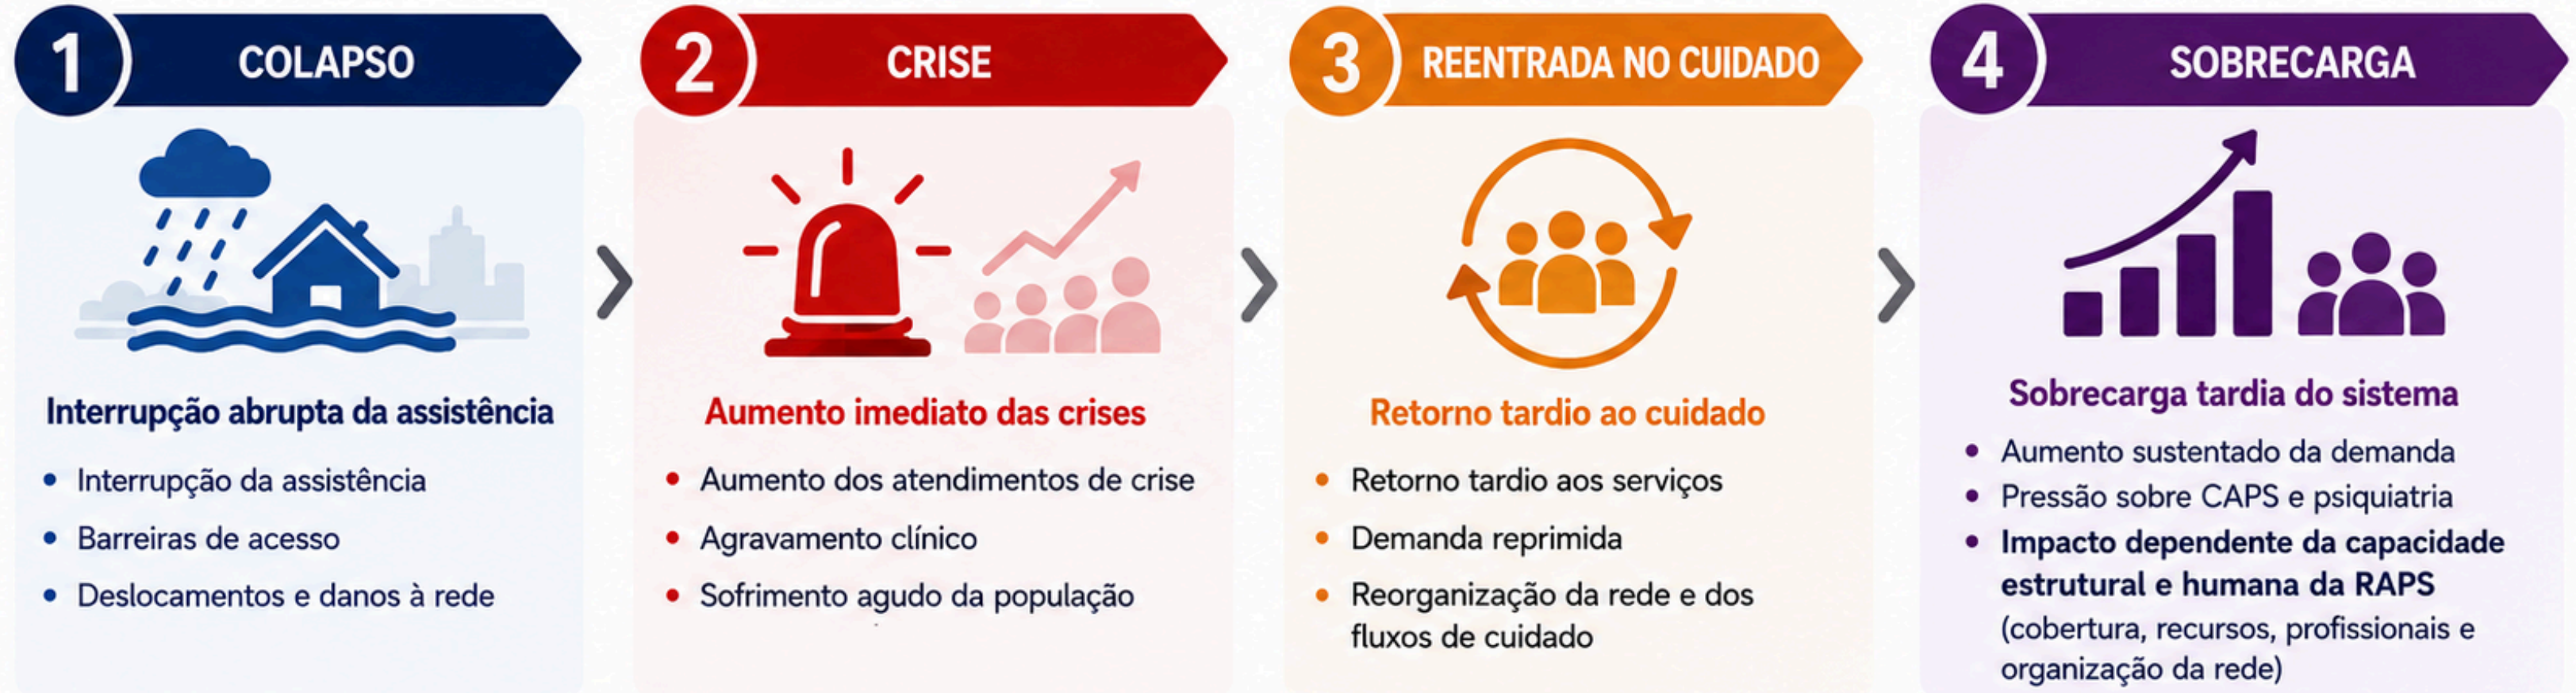 1
COLAPSO
Interrupção abrupta da assistência
• Interrupção da assistência
• Barreiras de acesso
• Deslocamentos e danos à rede
2
CRISE
Aumento imediato das crises
• Aumento dos atendimentos de crise
• Agravamento clínico
• Sofrimento agudo da população
3
REENTRADA NO CUIDADO
Retorno tardio ao cuidado
• Retorno tardio aos serviços
• Demanda reprimida
• Reorganização da rede e dos
fluxos de cuidado
4
SOBRECARGA
Sobrecarga tardia do sistema
• Aumento sustentado da demanda
• Pressão sobre CAPS e psiquiatria
• Impacto dependente da capacidade
estrutural e humana da RAPS
(cobertura, recursos, profissionais e
organização da rede)